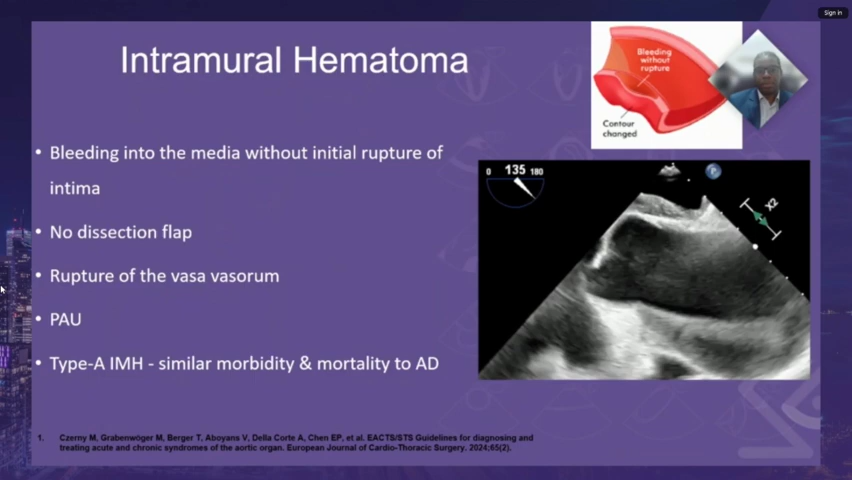 Sign in
Intramural Hematoma
Bleeding
without
rupture
Contour
changed
• Bleeding into the media without initial rupture of
intima
• No dissection flap
• Rupture of the vasa vasorum
• PAU
• Type-A IMH - similar morbidity & mortality to AD
0 135 180
X2
1. Czerny M, Grabenwöger M, Berger T, Aboyans V, Della Corte A, Chen EP, et al. EACTS/STS Guidelines for diagnosing and
treating acute and chronic syndromes of the aortic organ. European Journal of Cardio-Thoracic Surgery. 2024;65(2).